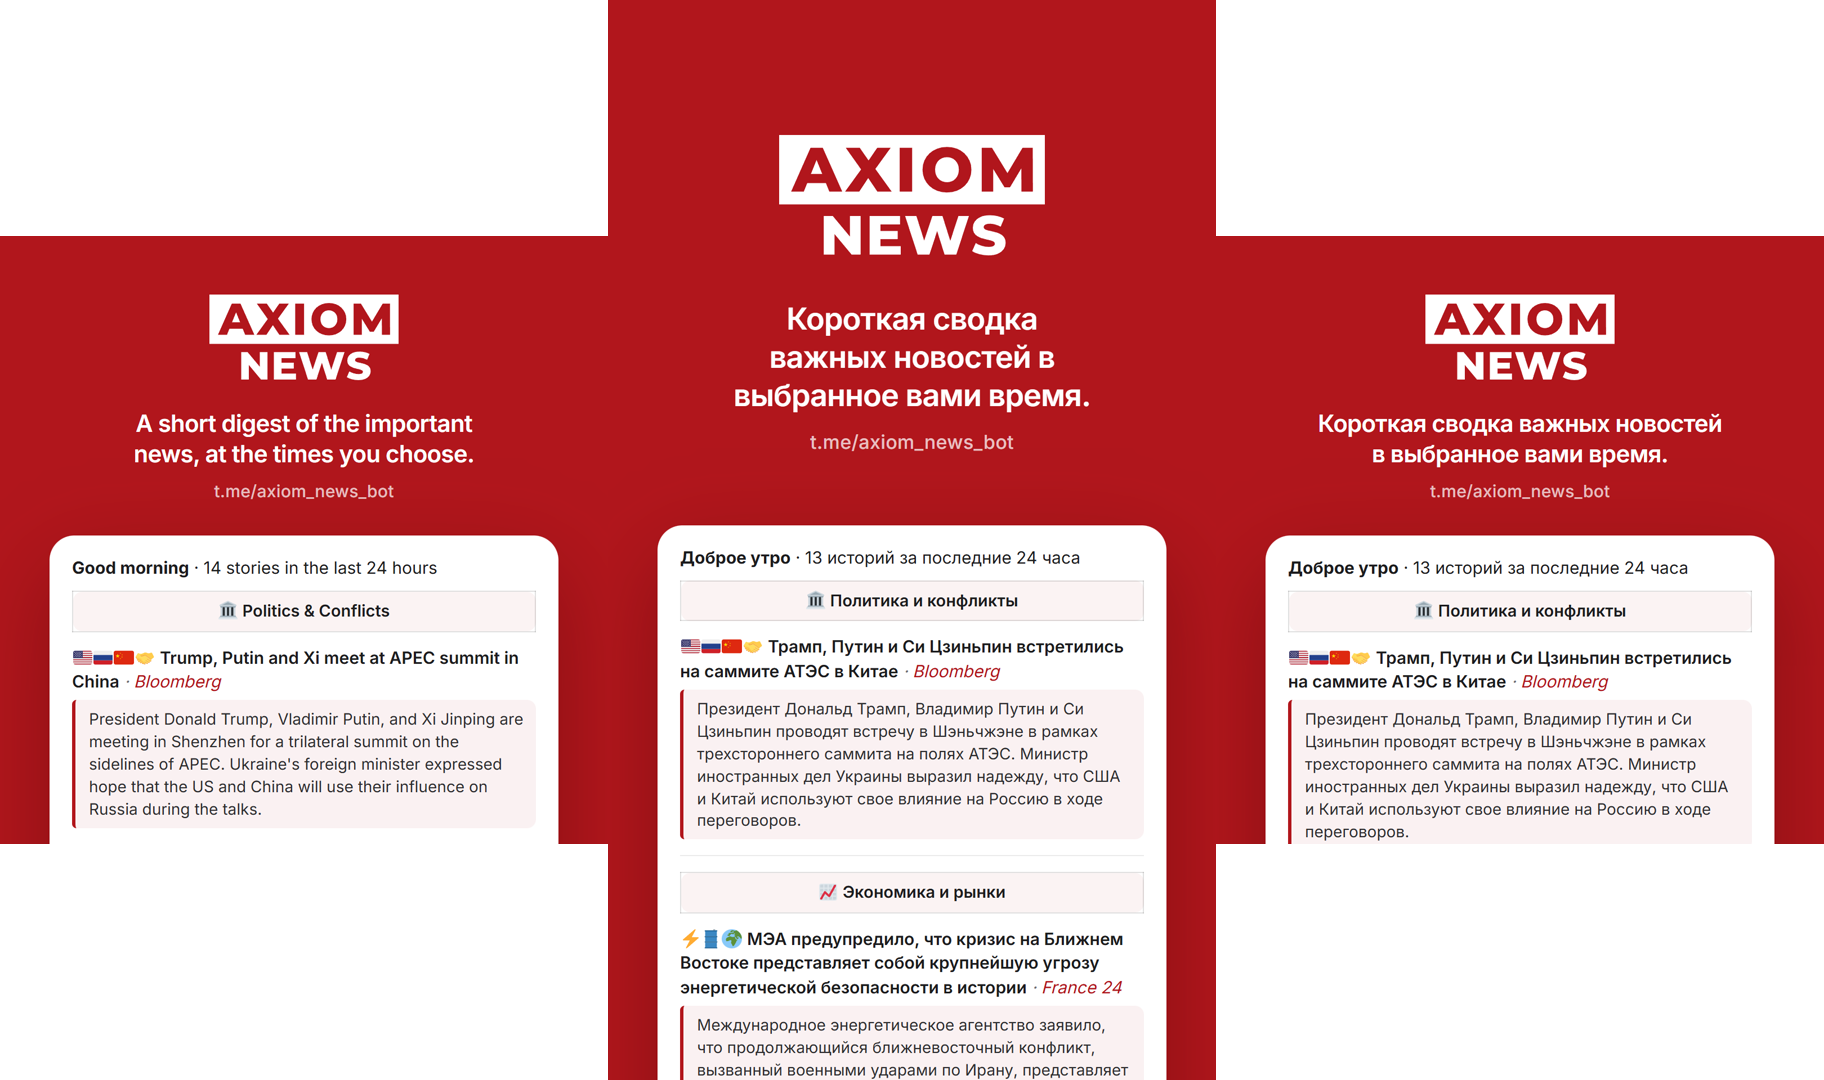 AXIOM
NEWS
A short digest of the important
news, at the times you choose.
t.me/axiom_news_bot
Good morning · 14 stories in the last 24 hours
Politics & Conflicts
Trump, Putin and Xi meet at APEC summit in
China · Bloomberg
President Donald Trump, Vladimir Putin, and Xi Jinping are
meeting in Shenzhen for a trilateral summit on the
sidelines of APEC. Ukraine's foreign minister expressed
hope that the US and China will use their influence on
Russia during the talks.
AXIOM
NEWS
Короткая сводка
важных новостей в
выбранное вами время.
t.me/axiom_news_bot
Доброе утро · 13 историй за последние 24 часа
Политика и конфликты
Трамп, Путин и Си Цзиньпин встретились
на саммите АТЭС в Китае · Bloomberg
Президент Дональд Трамп, Владимир Путин и Си
Цзиньпин проводят встречу в Шэньчжэне в рамках
трехстороннего саммита на полях АТЭС. Министр
иностранных дел Украины выразил надежду, что США
и Китай используют свое влияние на Россию в ходе
переговоров.
Экономика и рынки
МЭА предупредило, что кризис на Ближнем
Востоке представляет собой крупнейшую угрозу
энергетической безопасности в истории · France 24
Международное энергетическое агентство заявило,
что продолжающийся ближневосточный конфликт,
вызванный военными ударами по Ирану, представляет
AXIOM
NEWS
Короткая сводка важных новостей
в выбранное вами время.
t.me/axiom_news_bot
Доброе утро · 13 историй за последние 24 часа
Политика и конфликты
Трамп, Путин и Си Цзиньпин встретились
на саммите АТЭС в Китае · Bloomberg
Президент Дональд Трамп, Владимир Путин и Си
Цзиньпин проводят встречу в Шэньчжэне в рамках
трехстороннего саммита на полях АТЭС. Министр
иностранных дел Украины выразил надежду, что США
и Китай используют свое влияние на Россию в ходе
переговоров.